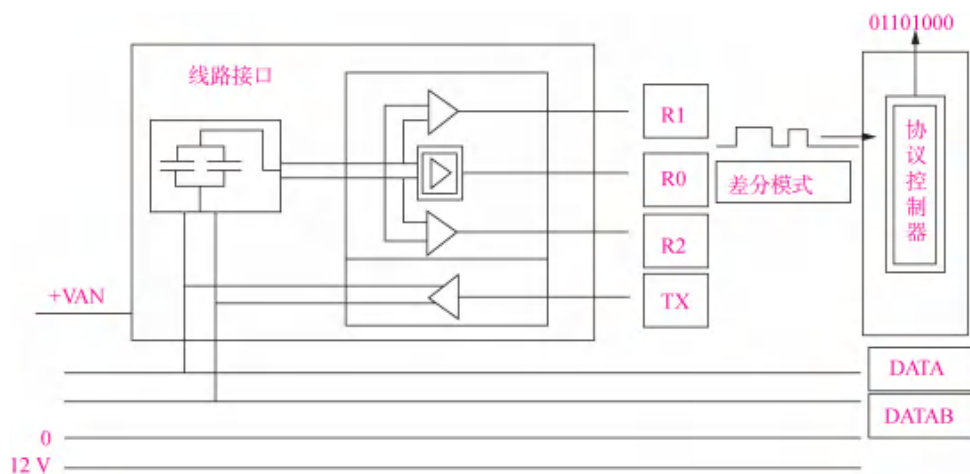 01101000
线路接口
R1
协议控制器
R0
差分模式
R2
+VAN
TX
DATA
DATAB
0
12 V